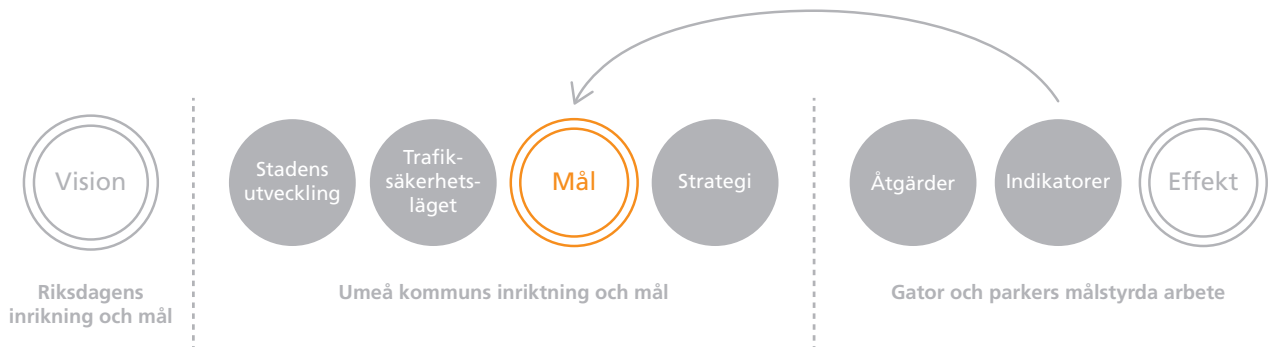 Vision
Stadens
utveckling
Trafik-
säkerhets-
läget
Mål
Strategi
Åtgärder
Indikatorer
Effekt
Riksdagens
inrikning och mål
Umeå kommuns inriktning och mål
Gator och parkers målstyrda arbete